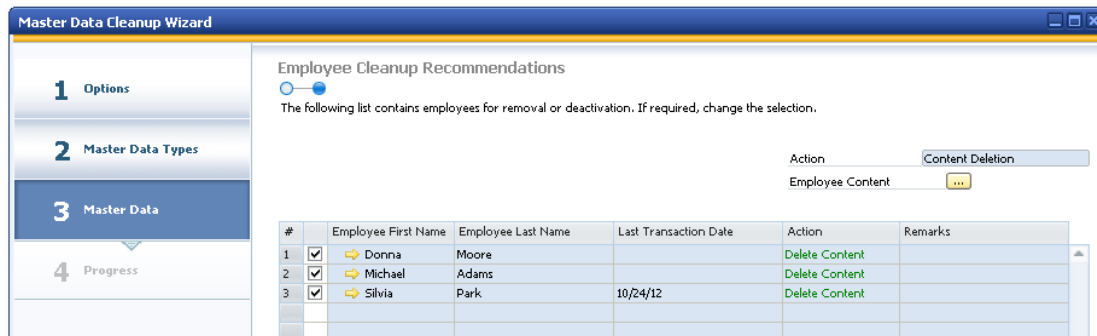 Master Data Cleanup Wizard
1 Options
2 Master Data Types
3 Master Data
4 Progress
Employee Cleanup Recommendations
The following list contains employees for removal or deactivation. If required, change the selection.
Action Content Deletion
Employee Content ...
# Employee First Name Employee Last Name Last Transaction Date Action Remarks
1 Donna Moore Delete Content
2 Michael Adams Delete Content
3 Silvia Park 10/24/12 Delete Content